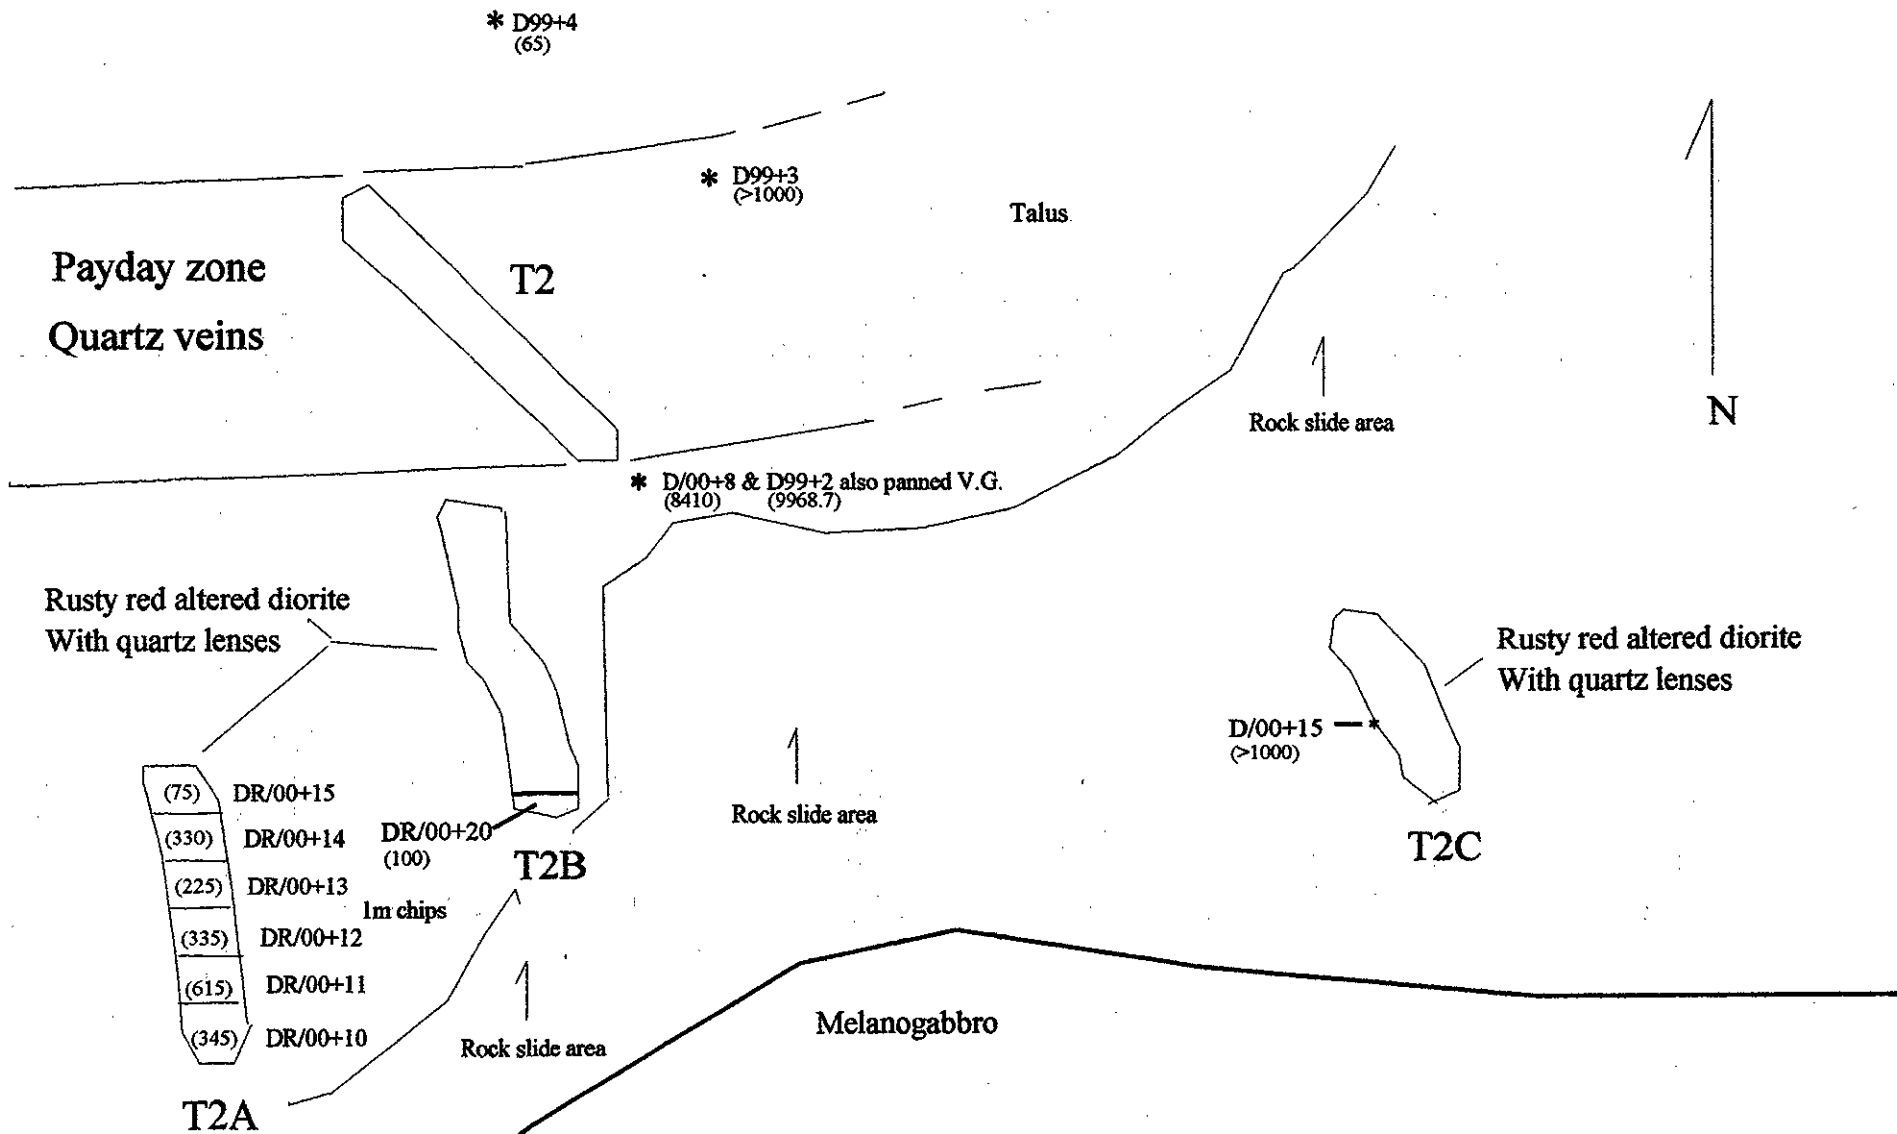 * D99+4
(65)
* D99+3
(>1000)
Talus
Payday zone
Quartz veins
T2
N
Rock slide area
* D/00+8 & D99+2 also panned V.G.
(8410) (9968.7)
Rusty red altered diorite
With quartz lenses
Rusty red altered diorite
With quartz lenses
D/00+15 *
(>1000)
(75) DR/00+15
(330) DR/00+14
(225) DR/00+13
1m chips
(335) DR/00+12
(615) DR/00+11
(345) DR/00+10
DR/00+20
(100)
T2B
Rock slide area
T2C
Rock slide area
Melanogabbro
T2A